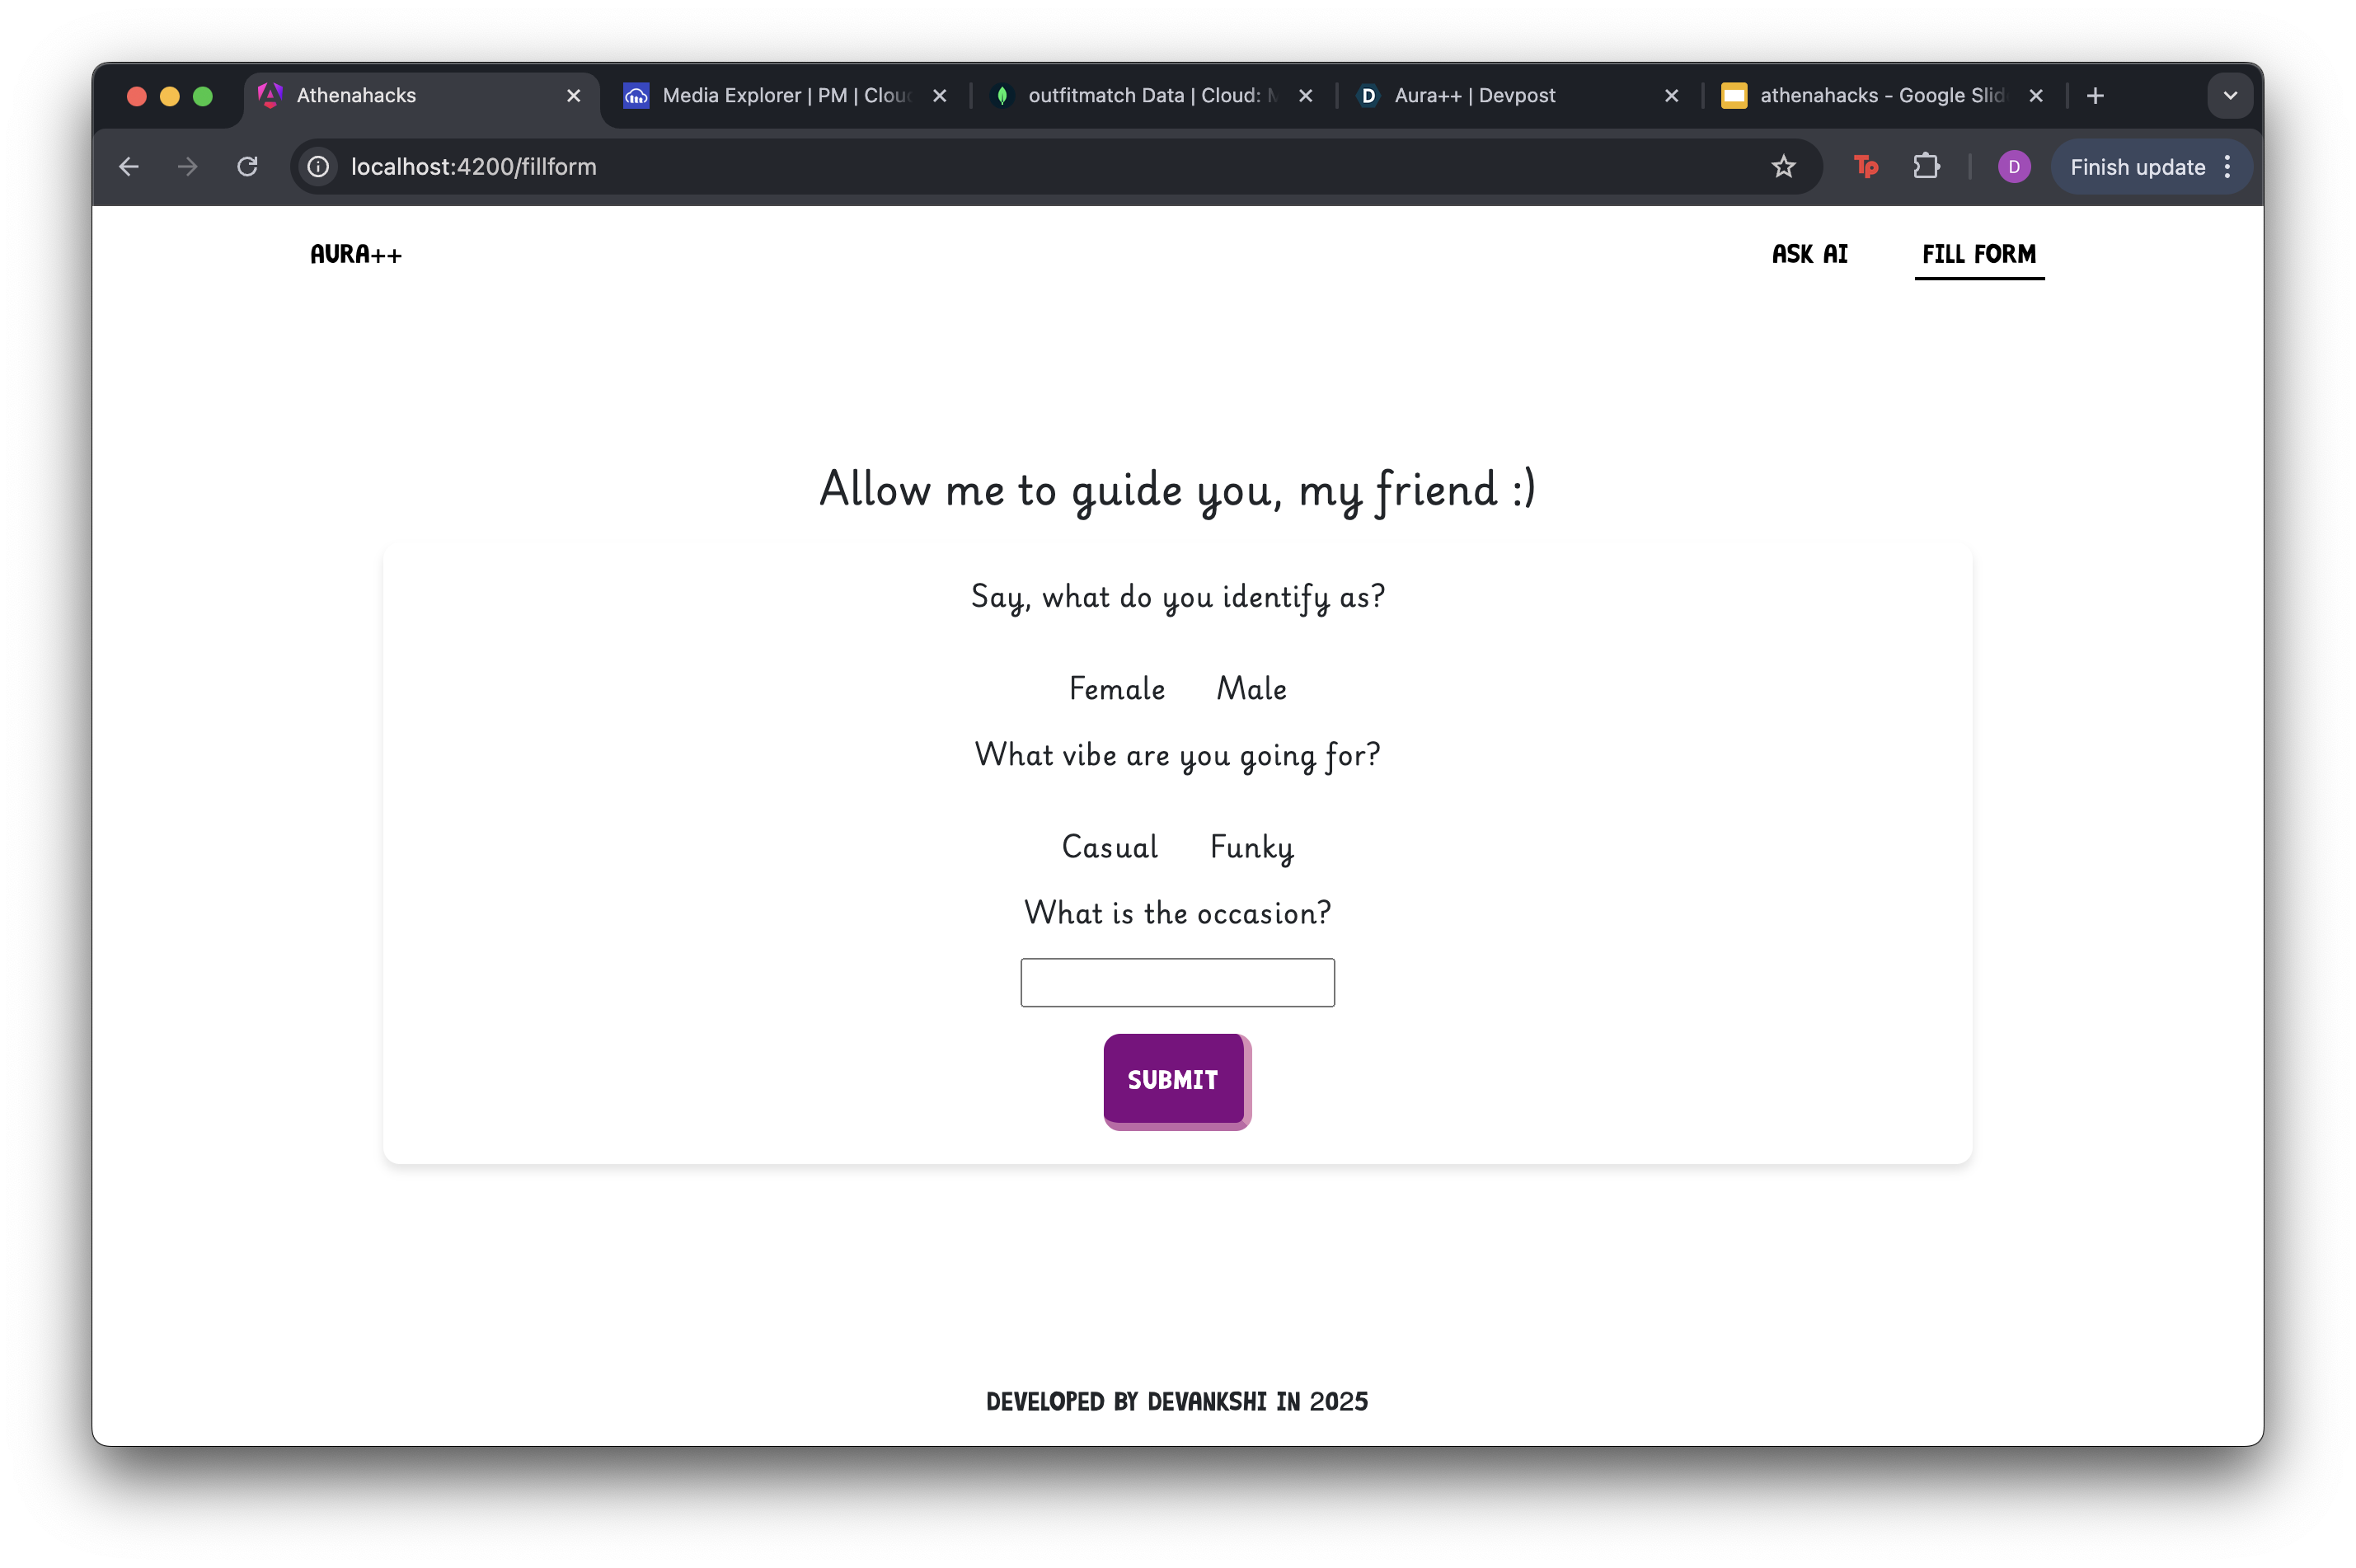 Athenahacks
Media Explorer | PM | Clou
outfitmatch Data | Cloud: M
D Aura++ | Devpost
athenahacks - Google Slid
localhost:4200/fillform
Tp
D
Finish update
AURA++
ASK AI
FILL FORM
Allow me to guide you, my friend :)
Say, what do you identify as?
Female Male
What vibe are you going for?
Casual Funky
What is the occasion?
SUBMIT
DEVELOPED BY DEVANKSHI IN 2025